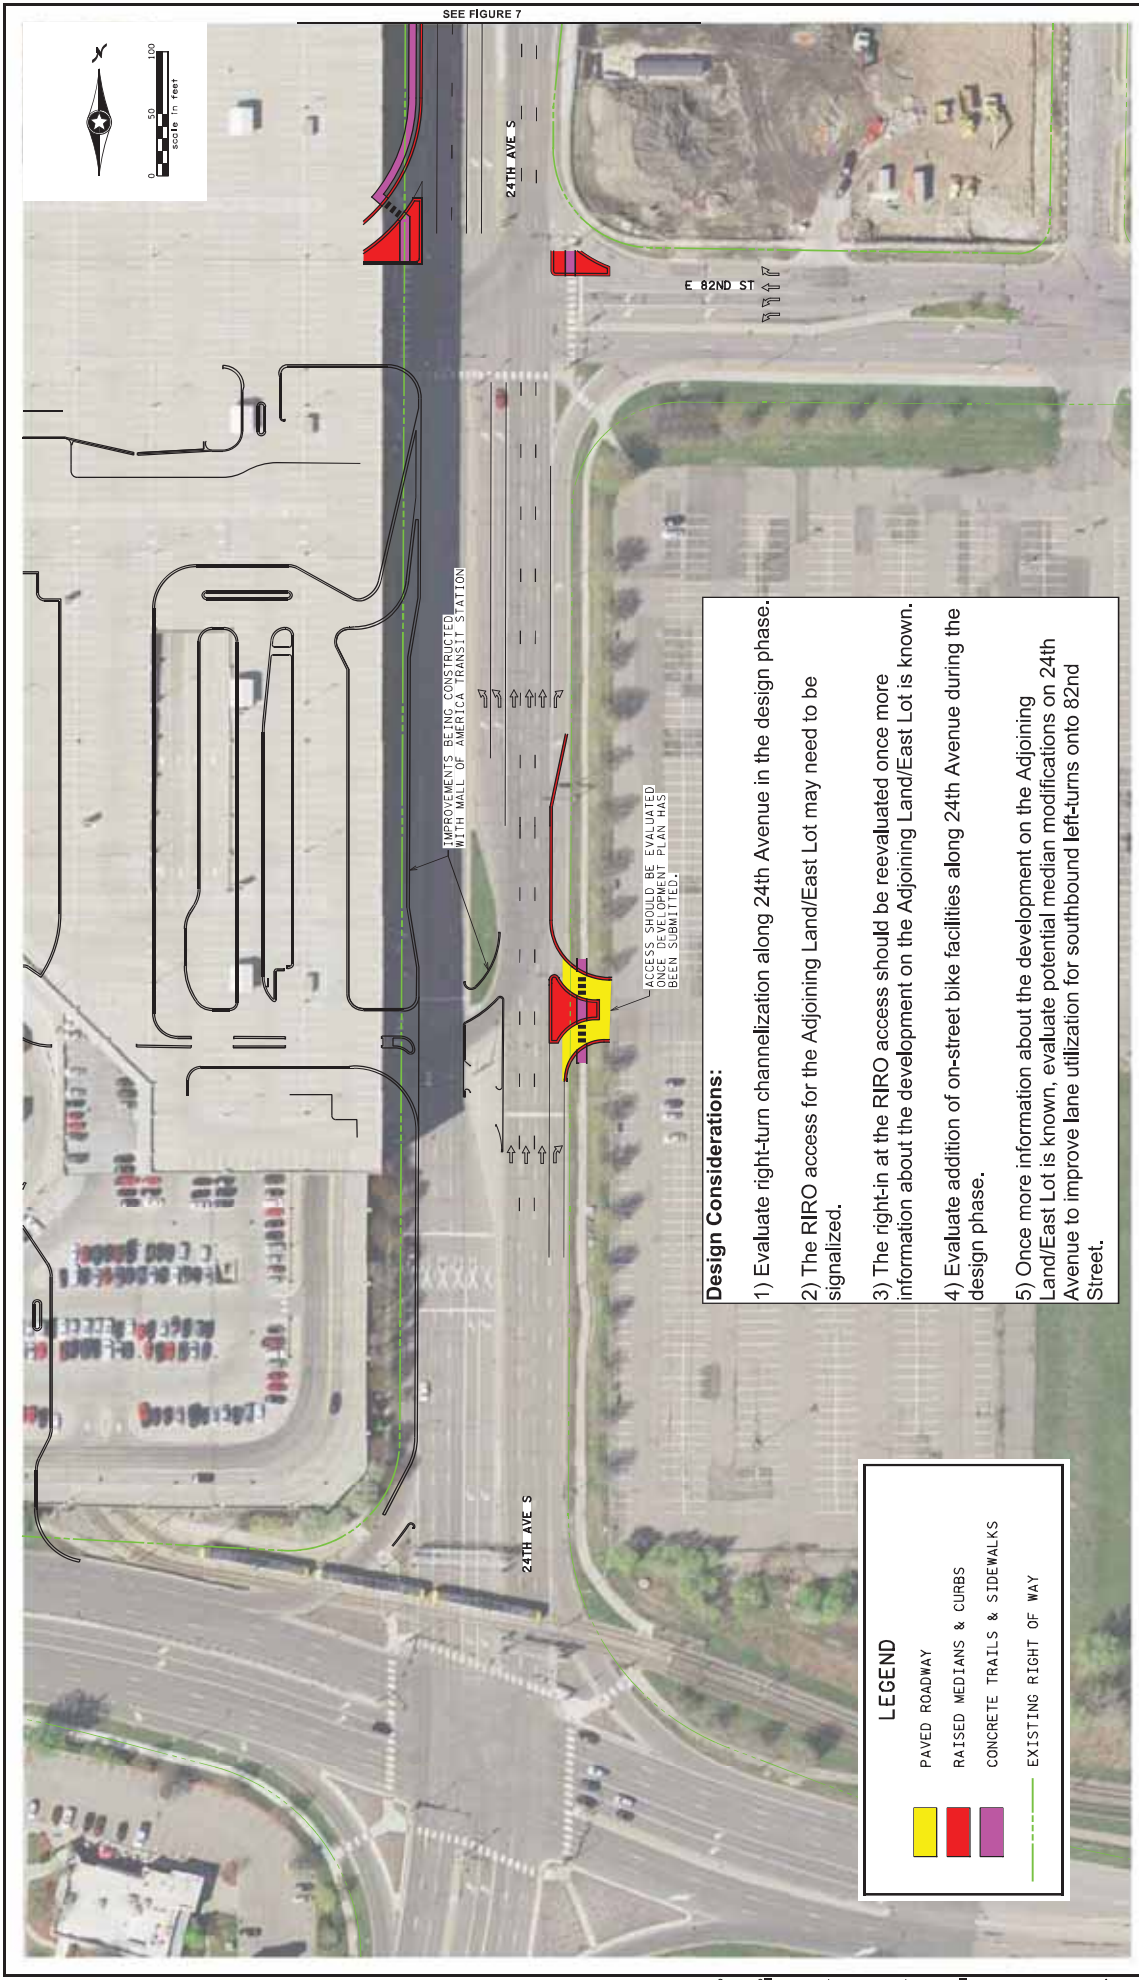 SEE FIGURE 7
0 50 100
scale in feet
24TH AVE S
E 82ND ST
IMPROVEMENTS BEING CONSTRUCTED
WITH MALL OF AMERICA TRANSIT STATION
ACCESS SHOULD BE EVALUATED
ONCE DEVELOPMENT PLAN HAS
BEEN SUBMITTED.
24TH AVE S
Design Considerations:
1) Evaluate right-turn channelization along 24th Avenue in the design phase.
2) The RIRO access for the Adjoining Land/East Lot may need to be
signalized.
3) The right-in at the RIRO access should be reevaluated once more
information about the development on the Adjoining Land/East Lot is known.
4) Evaluate addition of on-street bike facilities along 24th Avenue during the
design phase.
5) Once more information about the development on the Adjoining
Land/East Lot is known, evaluate potential median modifications on 24th
Avenue to improve lane utilization for southbound left-turns onto 82nd
Street.
LEGEND
PAVED ROADWAY
RAISED MEDIANS & CURBS
CONCRETE TRAILS & SIDEWALKS
EXISTING RIGHT OF WAY